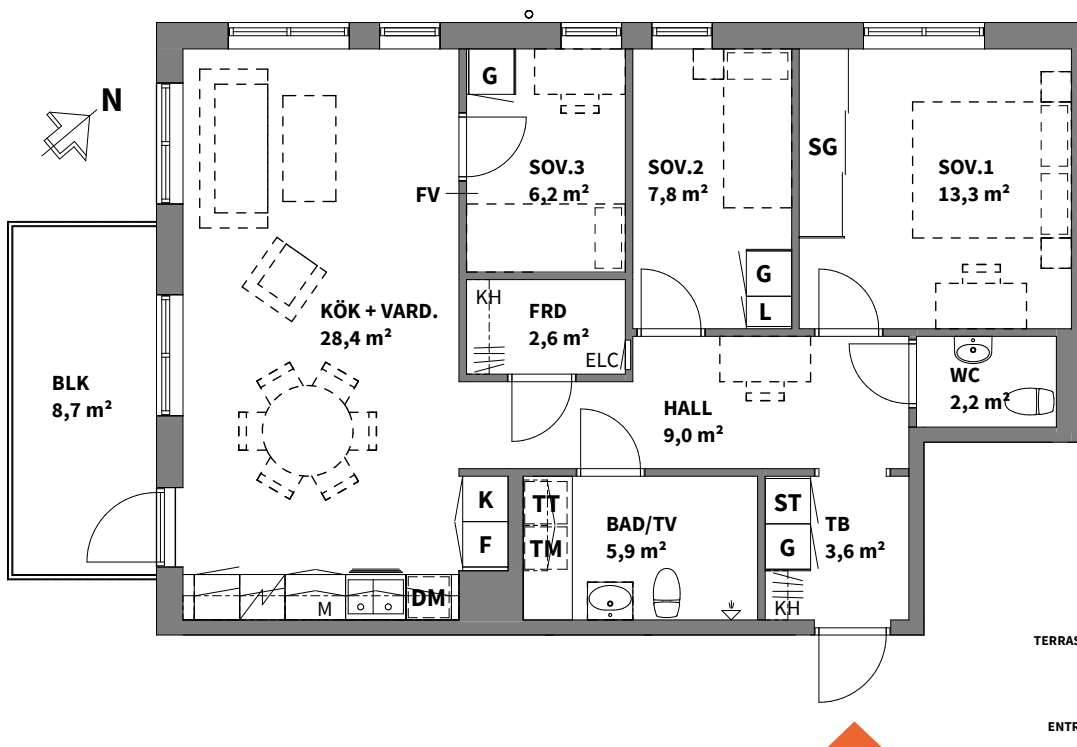 N
G
SOV.3
6,2 m²
FV
SOV.2
7,8 m²
SG
SOV.1
13,3 m²
G
L
KH
FRD
2,6 m²
ELC
KÖK + VARD.
28,4 m²
BLK
8,7 m²
HALL
9,0 m²
WC
2,2 m²
K
F
TT
TM
BAD/TV
5,9 m²
ST
G
TB
3,6 m²
KH
M
DM
TERRAS
ENTR